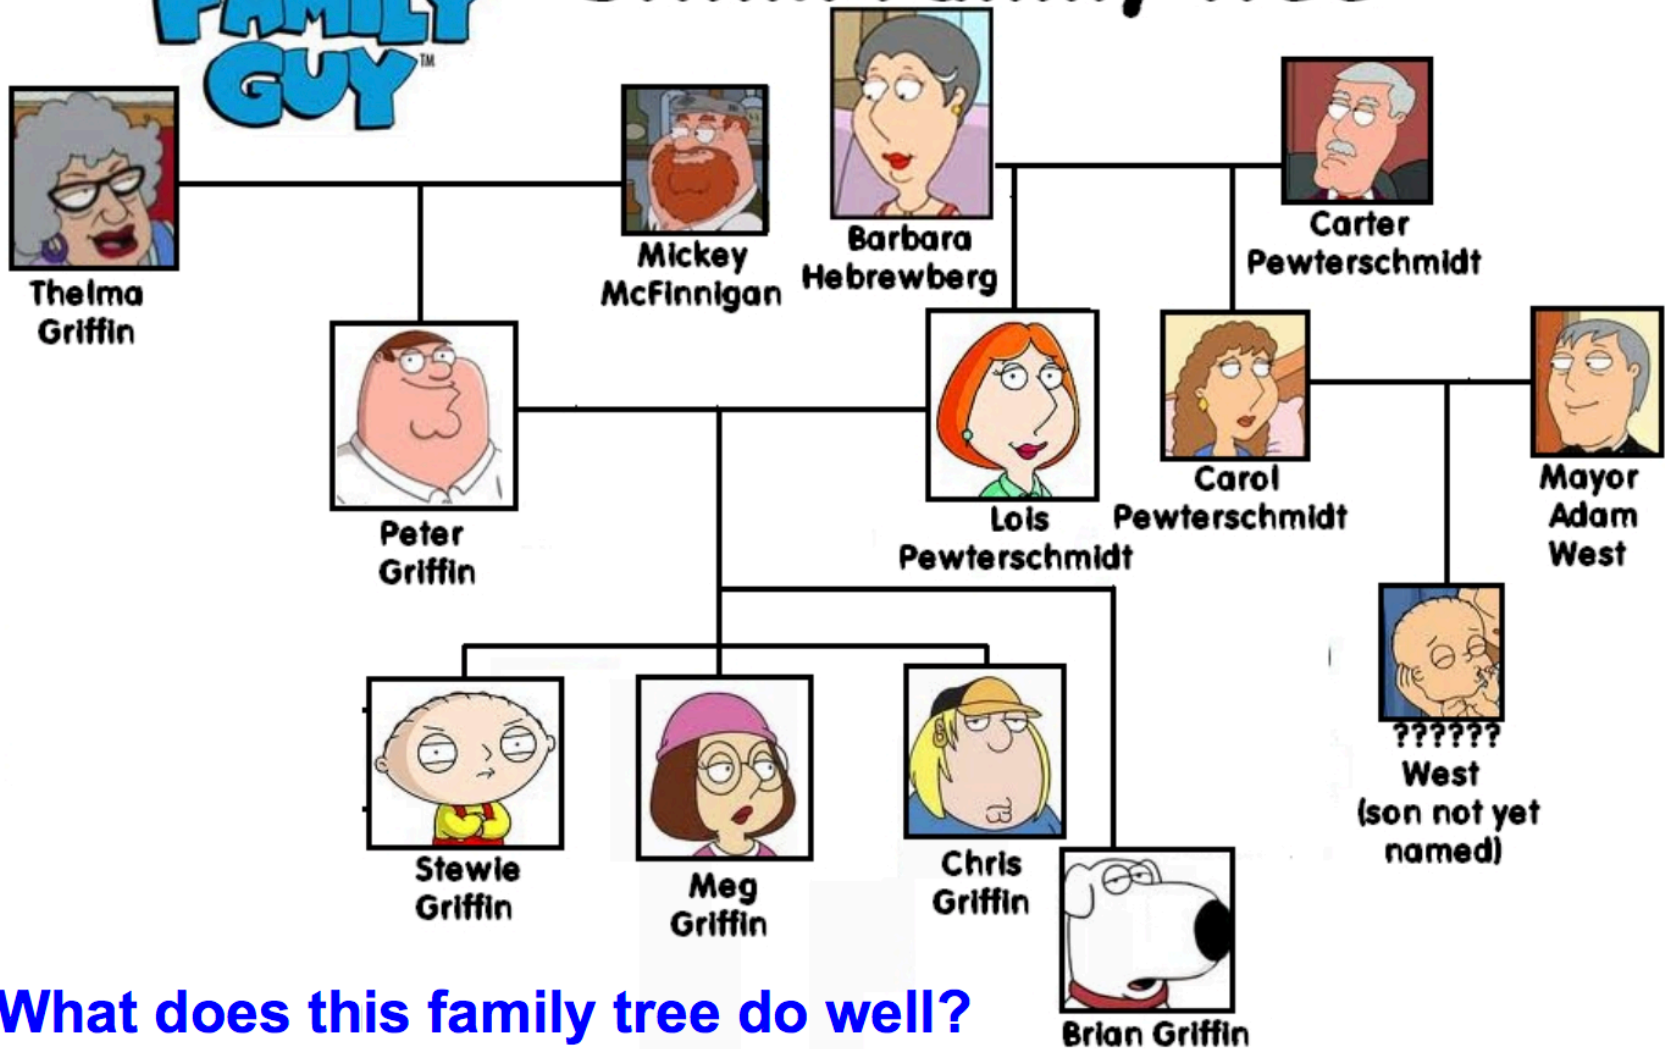 FAMILY
GUY™
Thelma
Griffin
Mickey
McFinnigan
Barbara
Hebrewberg
Carter
Pewterschmidt
Peter
Griffin
Lois
Pewterschmidt
Carol
Pewterschmidt
Mayor
Adam
West
Stewie
Griffin
Meg
Griffin
Chris
Griffin
Brian Griffin
??????
West
(son not yet
named)
What does this family tree do well?